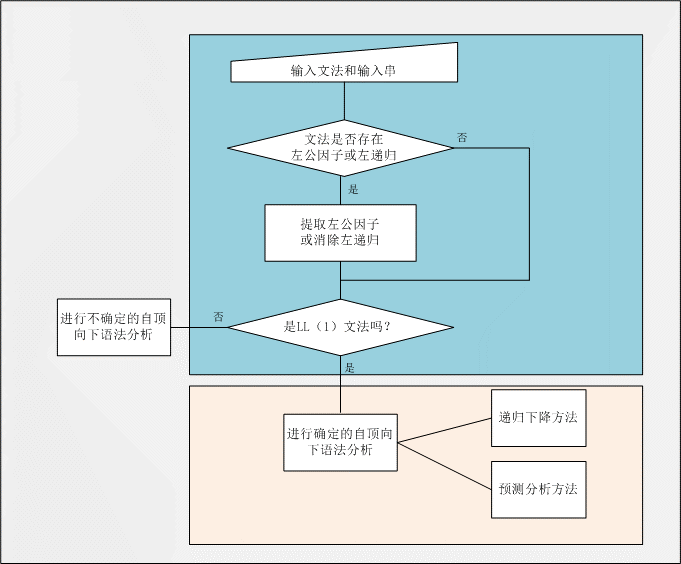 输入文法和输入串
文法是否存在
左公因子或左递归
否
是
提取左公因子
或消除左递归
进行不确定的自顶
向下语法分析
否
是LL（1）文法吗？
是
进行确定的自顶向
下语法分析
递归下降方法
预测分析方法